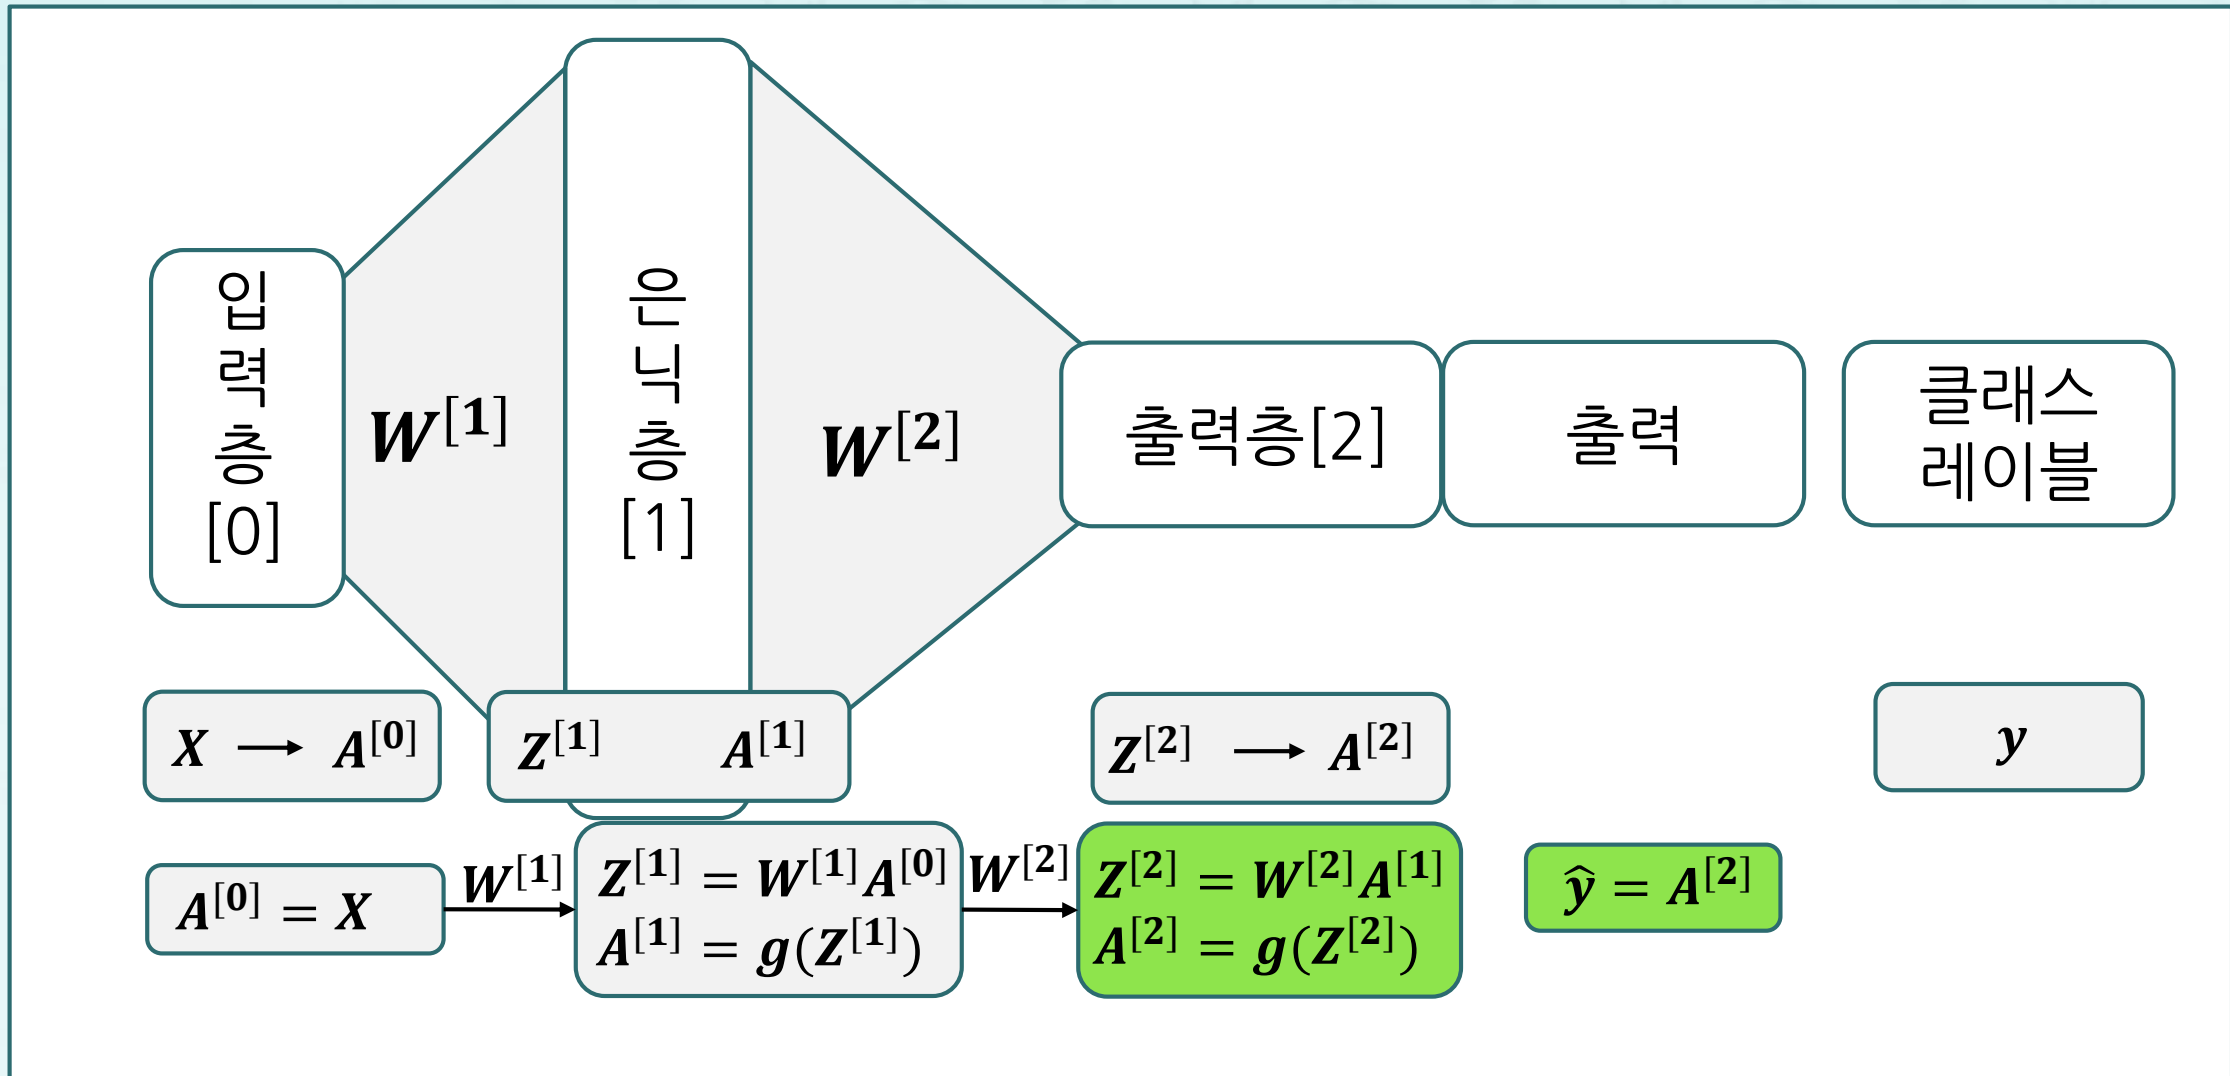 입
력
층
[0]
W^[1]
은
닉
층
[1]
W^[2]
출력층[2]
출력
클래스
레이블
X → A^[0]
Z^[1] A^[1]
Z^[2] → A^[2]
y
A^[0] = X
W^[1]
Z^[1] = W^[1]A^[0]
A^[1] = g(Z^[1])
W^[2]
Z^[2] = W^[2]A^[1]
A^[2] = g(Z^[2])
ŷ = A^[2]